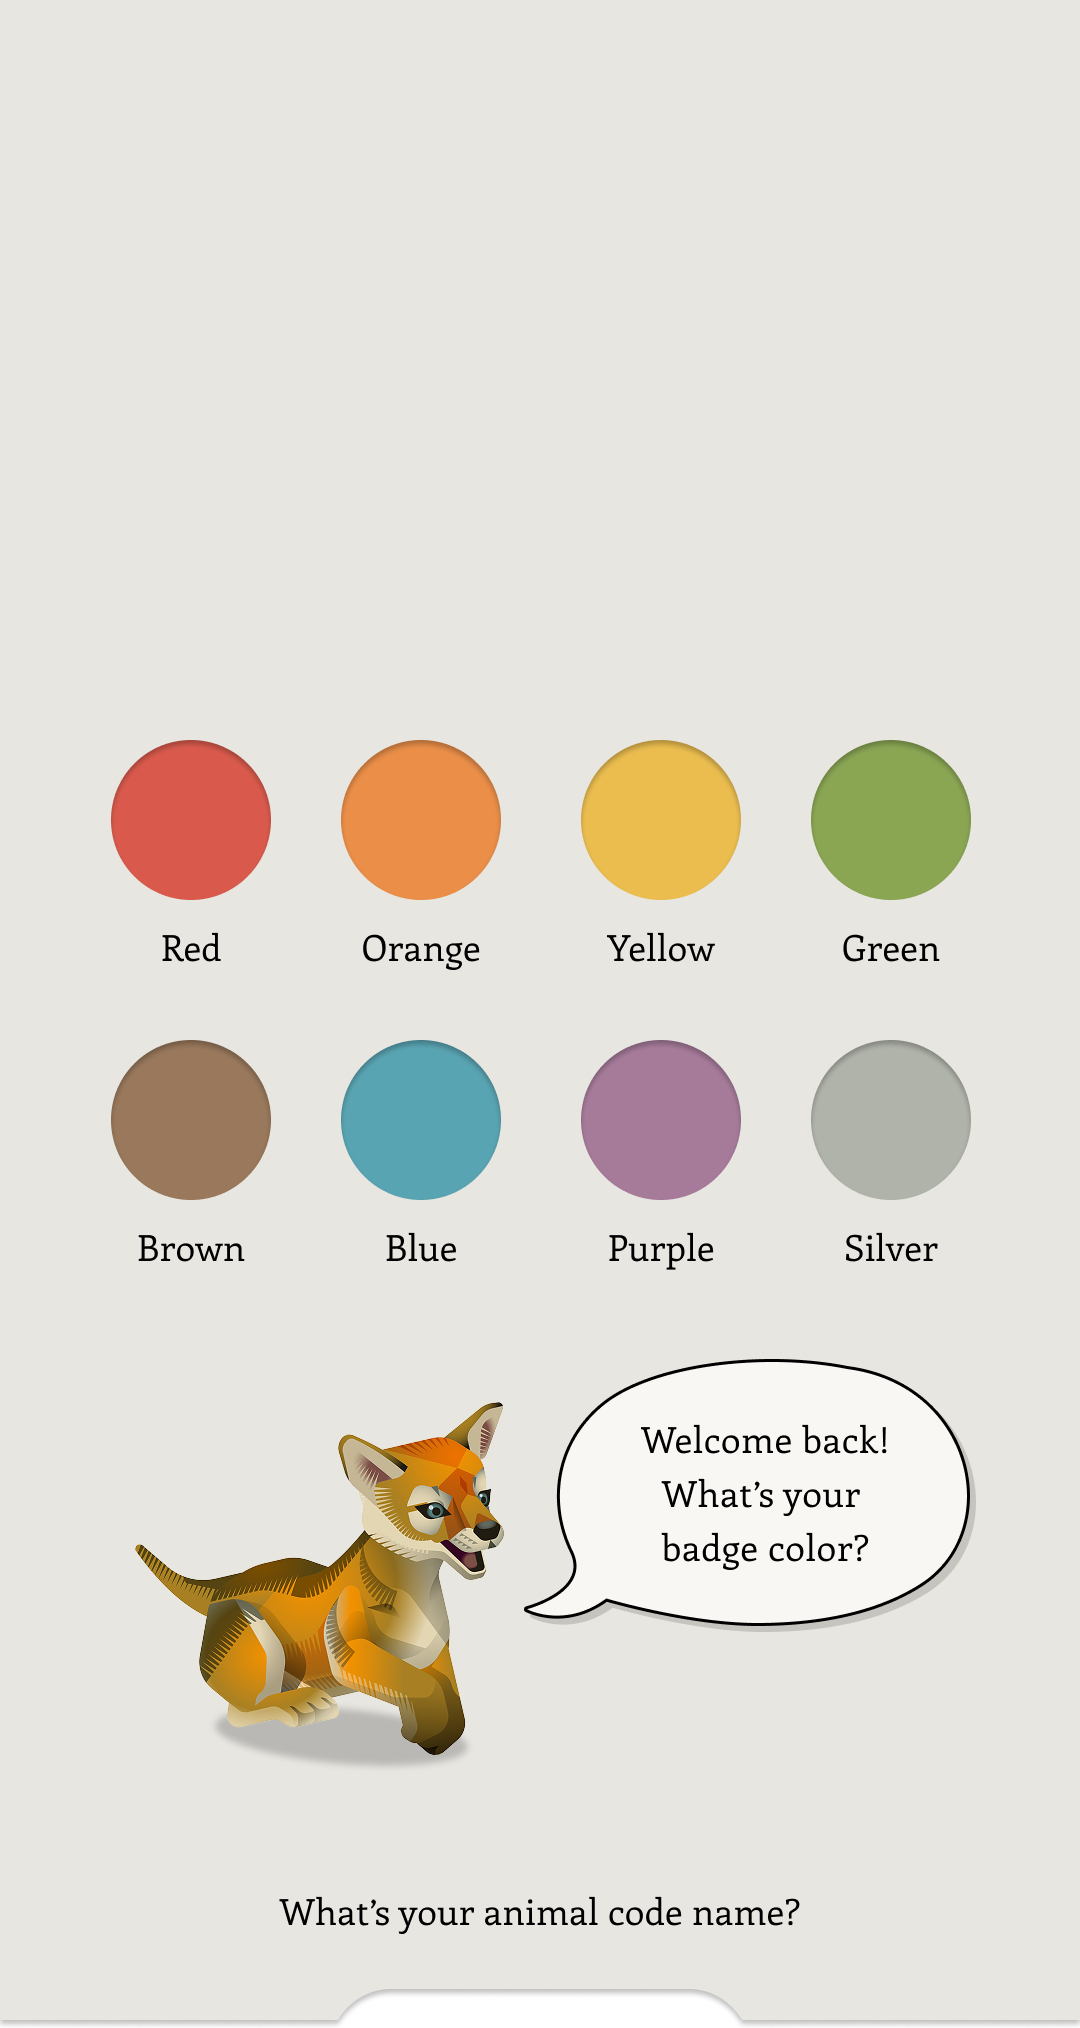 Red Orange Yellow Green
Brown Blue Purple Silver
Welcome back!
What’s your
badge color?
What’s your animal code name?